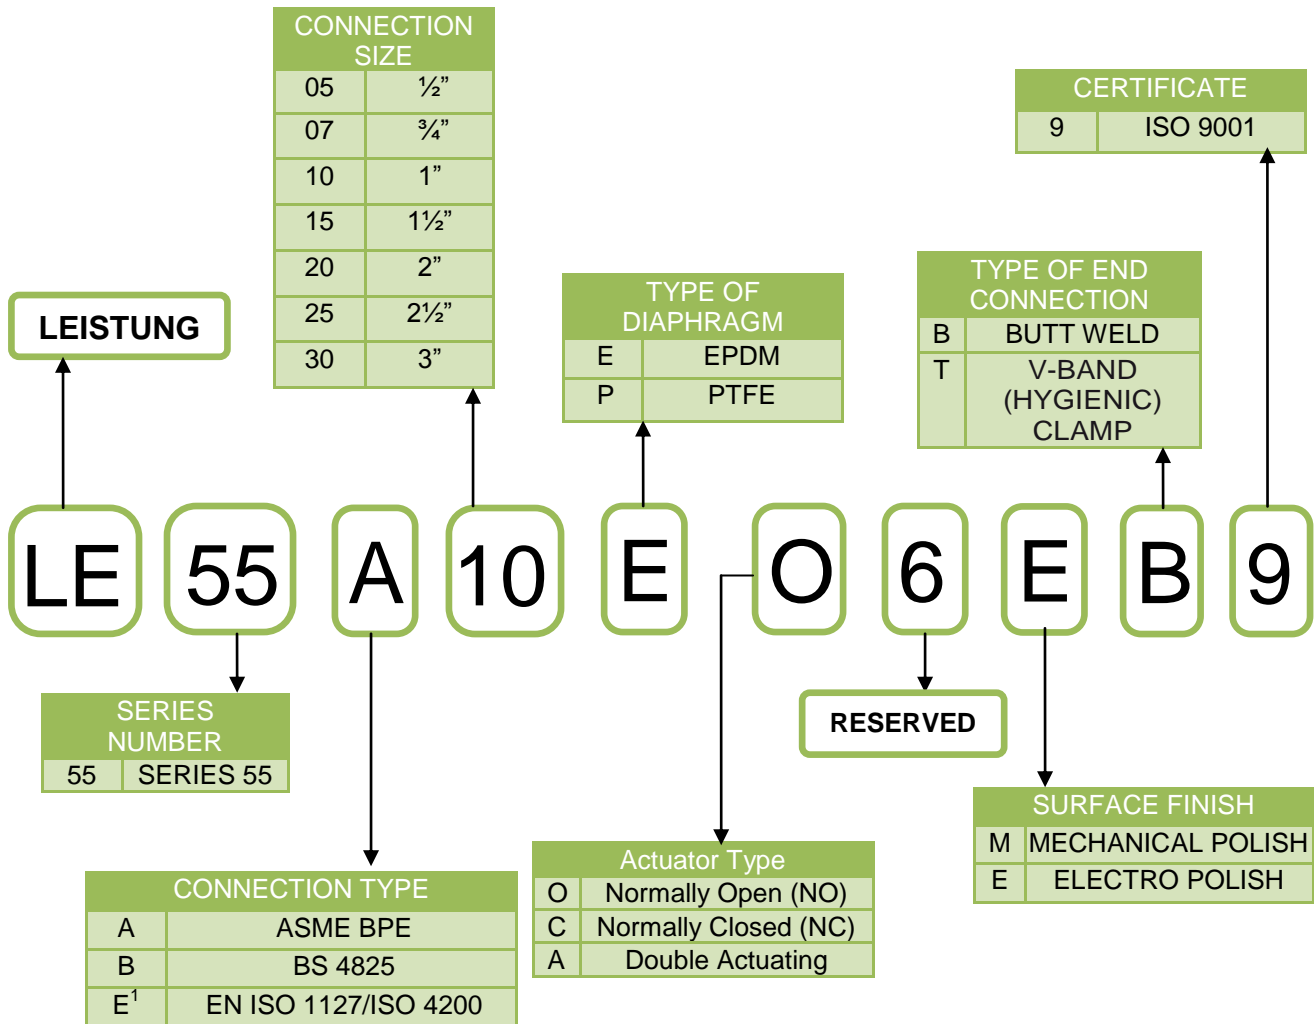 CONNECTION
SIZE
05 ½”
07 ¾”
10 1”
15 1½”
20 2”
25 2½”
30 3”
CERTIFICATE
9 ISO 9001
TYPE OF END
CONNECTION
B BUTT WELD
T V-BAND
(HYGIENIC)
CLAMP
TYPE OF
DIAPHRAGM
E EPDM
P PTFE
LEISTUNG
LE 55 A 10 E O 6 E B 9
SERIES
NUMBER
55 SERIES 55
RESERVED
CONNECTION TYPE
A ASME BPE
B BS 4825
E¹ EN ISO 1127/ISO 4200
Actuator Type
O Normally Open (NO)
C Normally Closed (NC)
A Double Actuating
SURFACE FINISH
M MECHANICAL POLISH
E ELECTRO POLISH